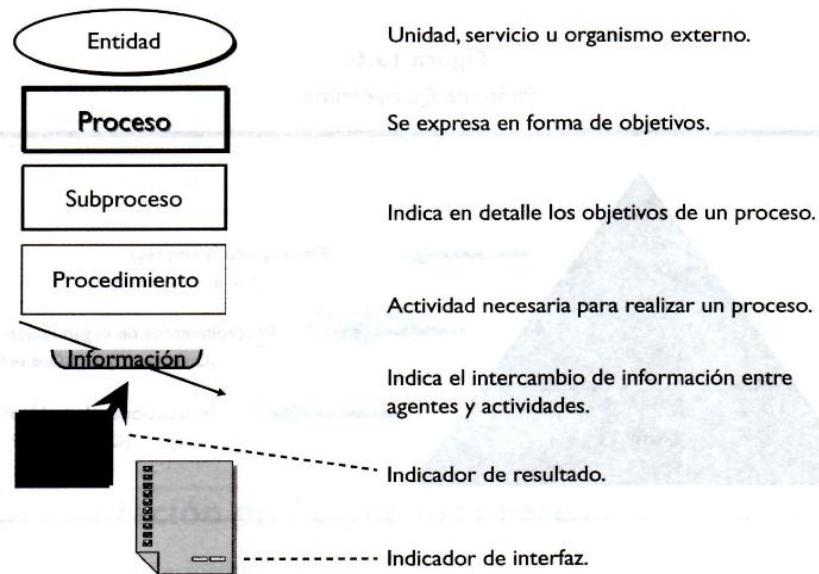 Entidad
Unidad, servicio u organismo externo.
Proceso
Se expresa en forma de objetivos.
Subproceso
Indica en detalle los objetivos de un proceso.
Procedimiento
Actividad necesaria para realizar un proceso.
Información
Indica el intercambio de información entre
agentes y actividades.
Indicador de resultado.
Indicador de interfaz.